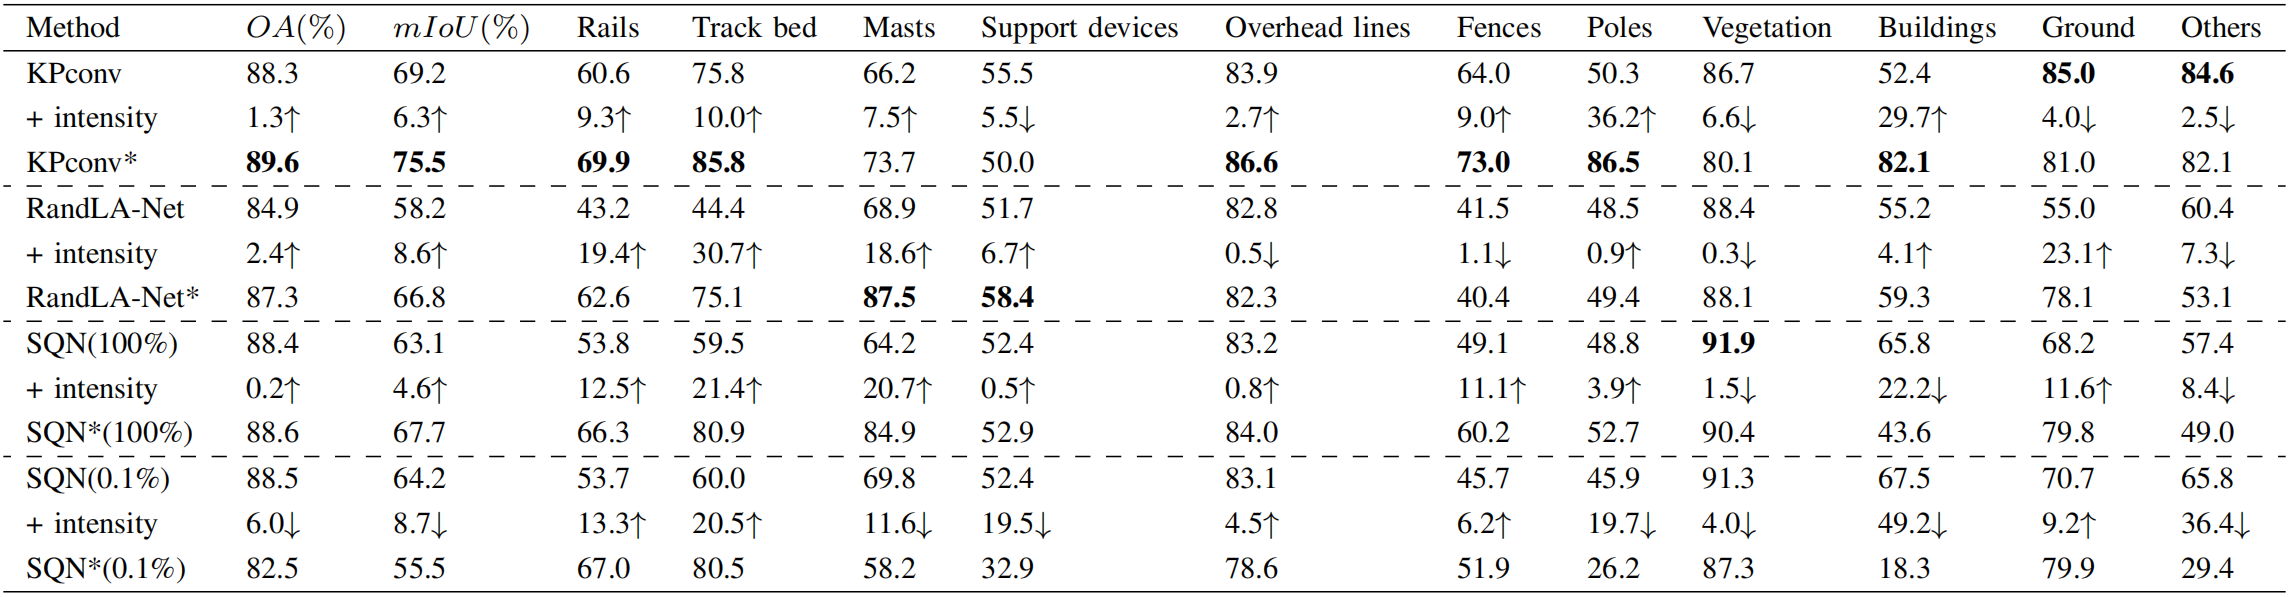 Method OA(%) mIoU(%) Rails Track bed Masts Support devices Overhead lines Fences Poles Vegetation Buildings Ground Others
KPconv 88.3 69.2 60.6 75.8 66.2 55.5 83.9 64.0 50.3 86.7 52.4 85.0 84.6
+ intensity 1.3↑ 6.3↑ 9.3↑ 10.0↑ 7.5↑ 5.5↓ 2.7↑ 9.0↑ 36.2↑ 6.6↓ 29.7↑ 4.0↓ 2.5↓
KPconv* 89.6 75.5 69.9 85.8 73.7 50.0 86.6 73.0 86.5 80.1 82.1 81.0 82.1
RandLA-Net 84.9 58.2 43.2 44.4 68.9 51.7 82.8 41.5 48.5 88.4 55.2 55.0 60.4
+ intensity 2.4↑ 8.6↑ 19.4↑ 30.7↑ 18.6↑ 6.7↑ 0.5↓ 1.1↓ 0.9↑ 0.3↓ 4.1↑ 23.1↑ 7.3↓
RandLA-Net* 87.3 66.8 62.6 75.1 87.5 58.4 82.3 40.4 49.4 88.1 59.3 78.1 53.1
SQN(100%) 88.4 63.1 53.8 59.5 64.2 52.4 83.2 49.1 48.8 91.9 65.8 68.2 57.4
+ intensity 0.2↑ 4.6↑ 12.5↑ 21.4↑ 20.7↑ 0.5↑ 0.8↑ 11.1↑ 3.9↑ 1.5↓ 22.2↓ 11.6↑ 8.4↓
SQN*(100%) 88.6 67.7 66.3 80.9 84.9 52.9 84.0 60.2 52.7 90.4 43.6 79.8 49.0
SQN(0.1%) 88.5 64.2 53.7 60.0 69.8 52.4 83.1 45.7 45.9 91.3 67.5 70.7 65.8
+ intensity 6.0↓ 8.7↓ 13.3↑ 20.5↑ 11.6↓ 19.5↓ 4.5↑ 6.2↑ 19.7↓ 4.0↓ 49.2↓ 9.2↑ 36.4↓
SQN*(0.1%) 82.5 55.5 67.0 80.5 58.2 32.9 78.6 51.9 26.2 87.3 18.3 79.9 29.4